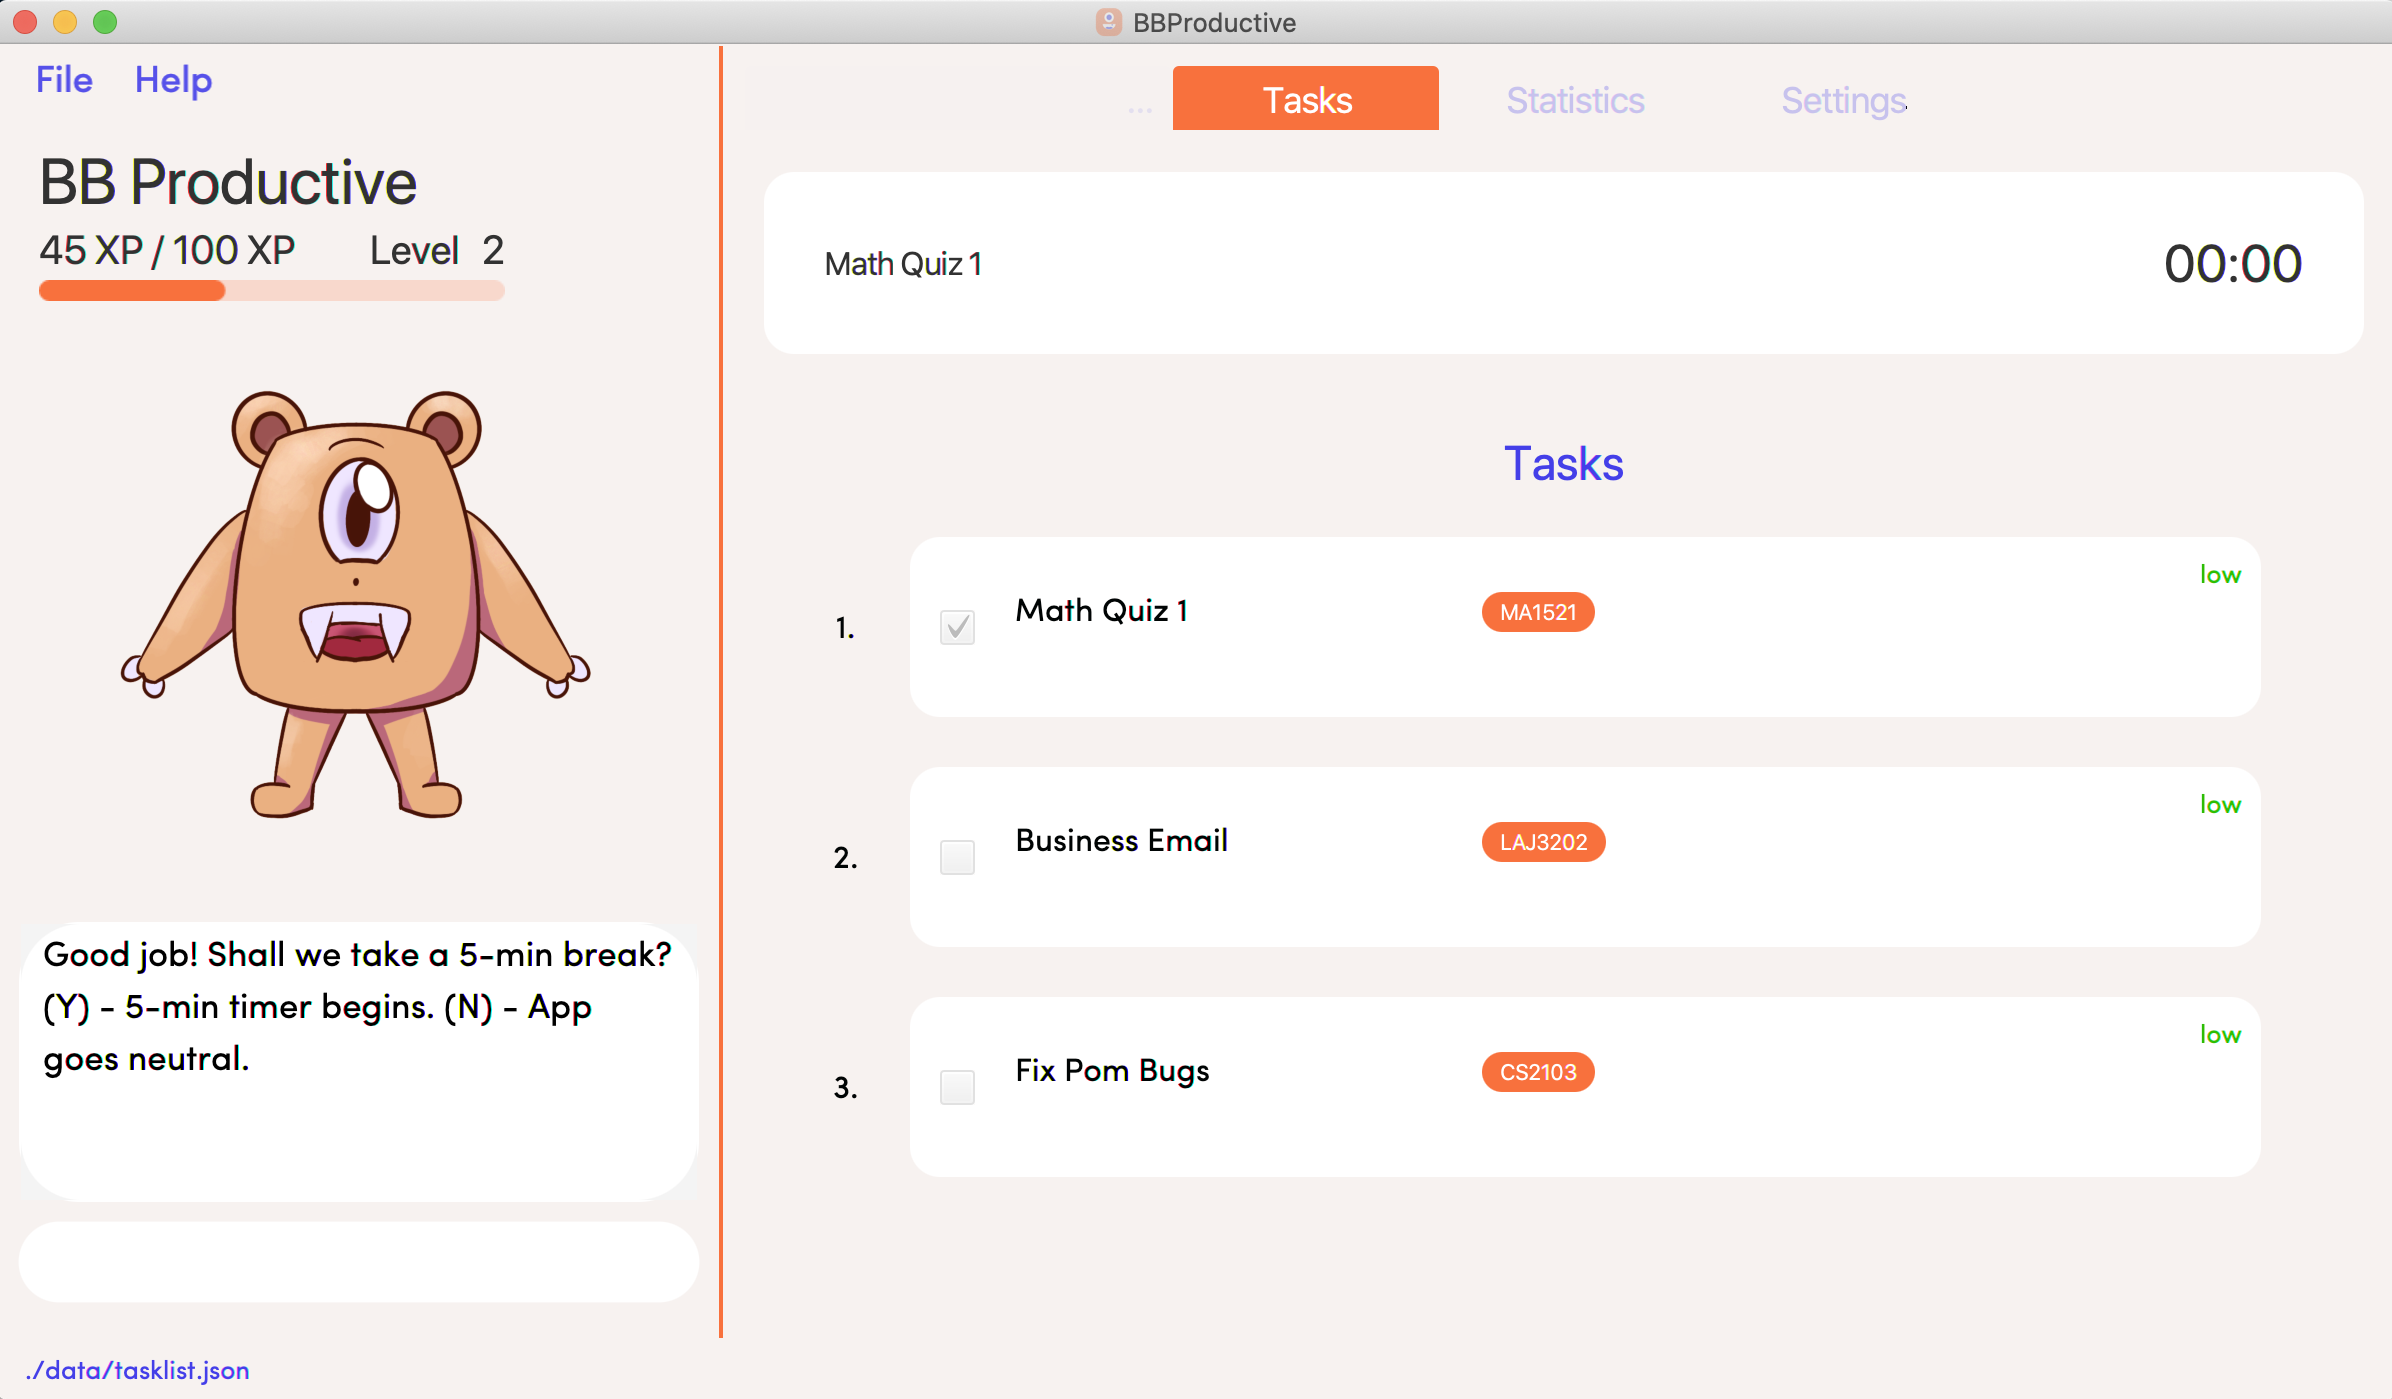 BBProductive
File Help
BB Productive
45 XP / 100 XP Level 2
Good job! Shall we take a 5-min break?
(Y) - 5-min timer begins. (N) - App
goes neutral.
./data/tasklist.json
... Tasks Statistics Settings
Math Quiz 1 00:00
Tasks
low
1. Math Quiz 1 MA1521
low
2. Business Email LAJ3202
low
3. Fix Pom Bugs CS2103